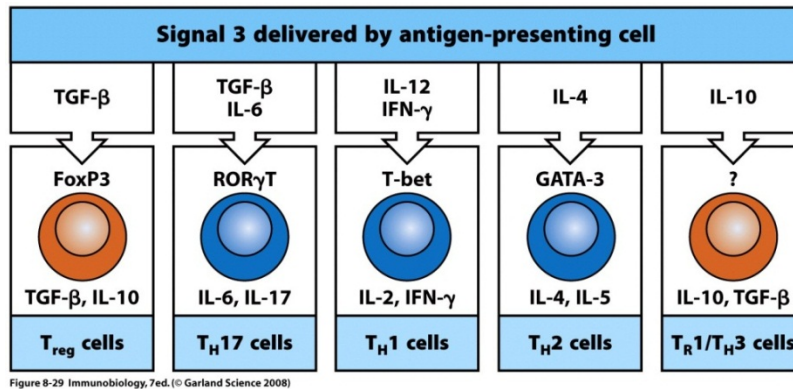 Signal 3 delivered by antigen-presenting cell
TGF-β
TGF-β
IL-6
IL-12
IFN-γ
IL-4
IL-10
FoxP3
RORγT
T-bet
GATA-3
?
TGF-β, IL-10
IL-6, IL-17
IL-2, IFN-γ
IL-4, IL-5
IL-10, TGF-β
Treg cells
TH17 cells
TH1 cells
TH2 cells
TR1/TH3 cells
Figure 8-29 Immunobiology, 7ed. (© Garland Science 2008)